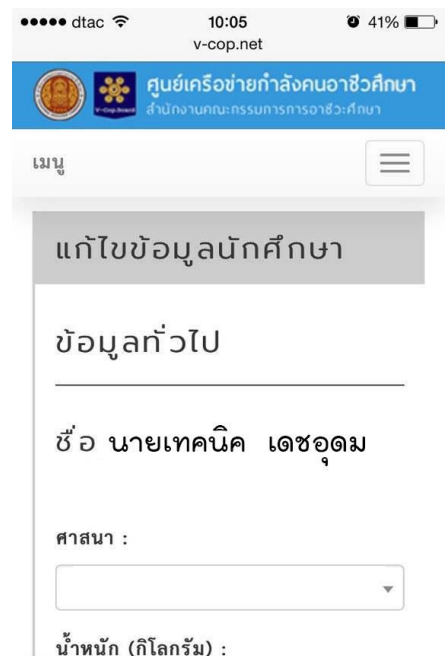 dtac 10:05 41%
v-cop.net
ศูนย์เครือข่ายกำลังคนอาชีวศึกษา
สำนักงานคณะกรรมการการอาชีวะศึกษา
V-Cop.Board
เมนู
แก้ไขข้อมูลนักศึกษา
ข้อมูลทั่วไป
ชื่อ นายเทคนิค เดชอุดม
ศาสนา :
น้ำหนัก (กิโลกรัม) :